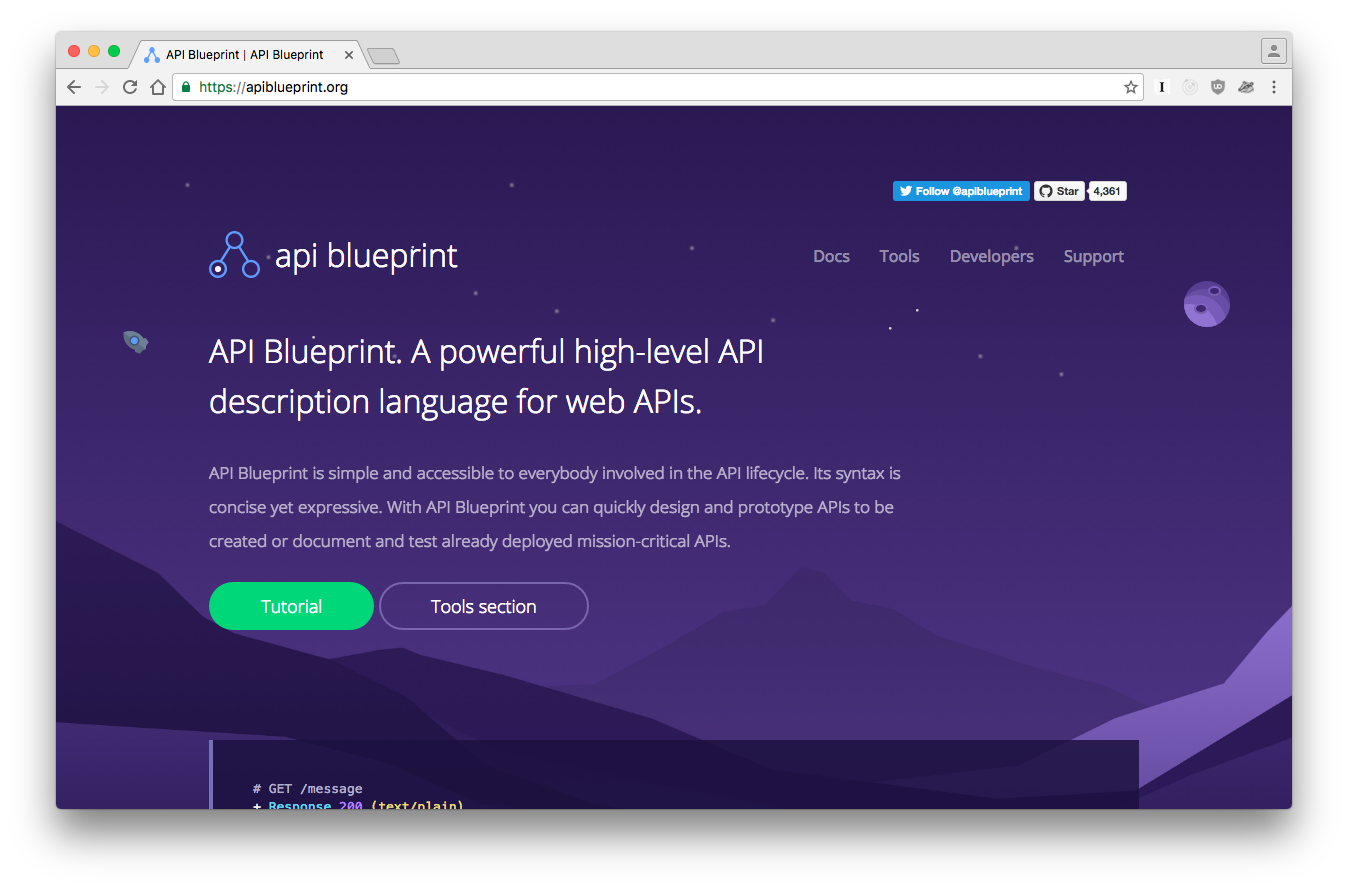 API Blueprint | API Blueprint
https://apiblueprint.org
I
UD
Follow @apiblueprint
Star
4,361
api blueprint
Docs
Tools
Developers
Support
API Blueprint. A powerful high-level API
description language for web APIs.
API Blueprint is simple and accessible to everybody involved in the API lifecycle. Its syntax is
concise yet expressive. With API Blueprint you can quickly design and prototype APIs to be
created or document and test already deployed mission-critical APIs.
Tutorial
Tools section
# GET /message
+ Response 200 (text/plain)